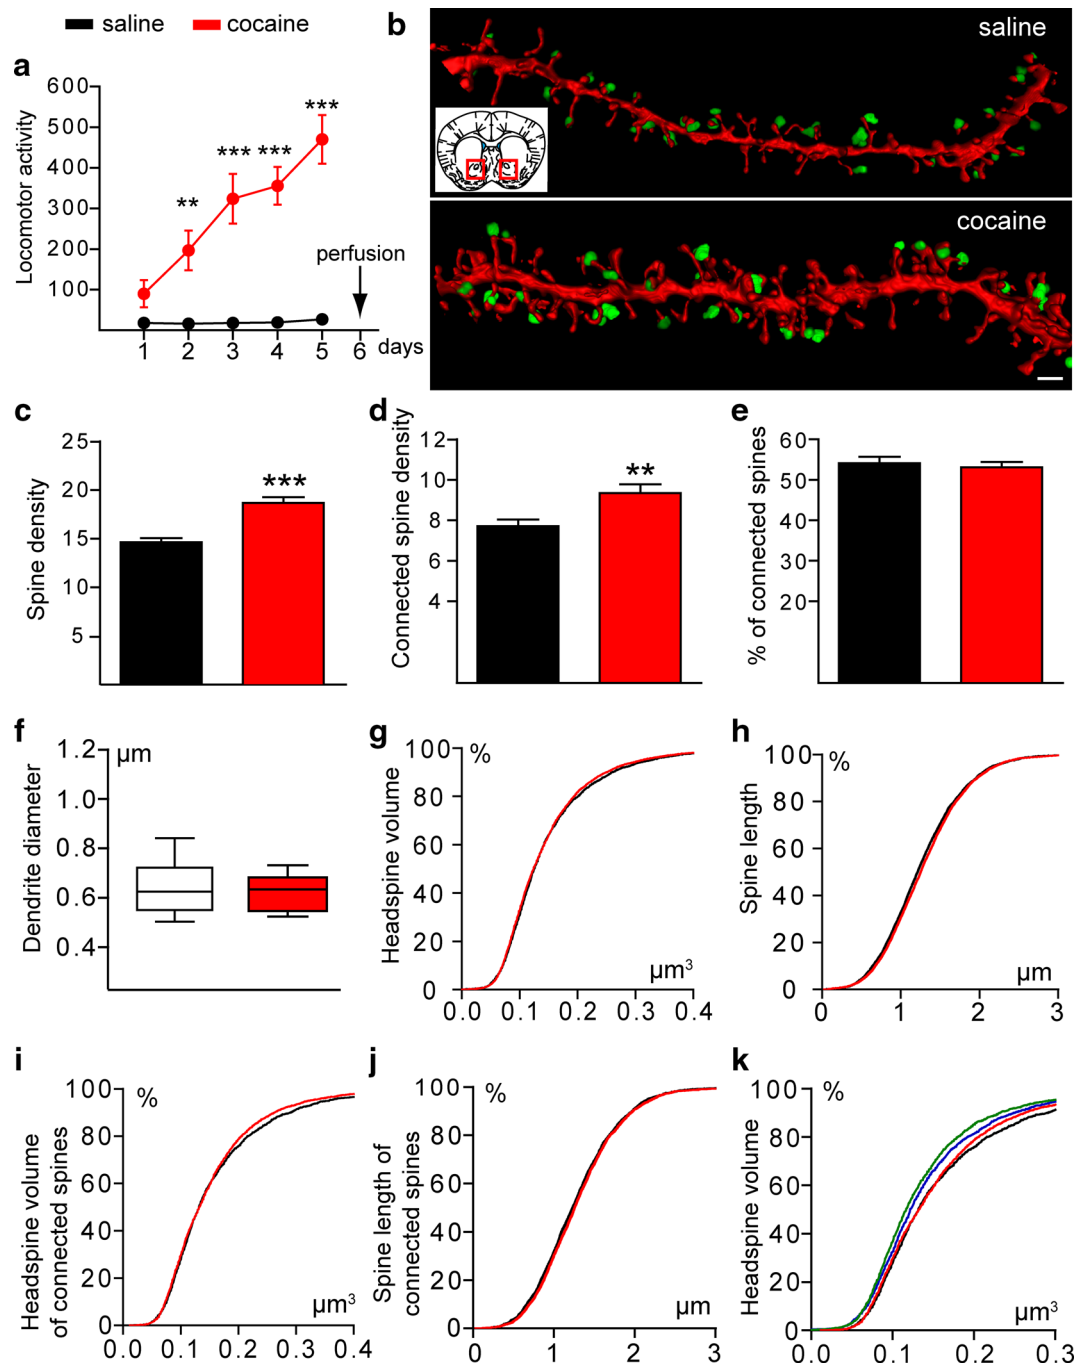 saline cocaine
a
Locomotor activity
600
500
400
300
200
100
** *** *** ***
perfusion
1 2 3 4 5 6 days
b
saline
cocaine
c
Spine density
25
20
15
10
5
***
d
Connected spine density
12
10
8
6
4
**
e
% of connected spines
60
50
40
30
20
f
Dendrite diameter
µm
1.2
1.0
0.8
0.6
0.4
g
Headspine volume
%
100
80
60
40
20
0
µm³
0.0 0.1 0.2 0.3 0.4
h
Spine length
%
100
80
60
40
20
0
µm
0 1 2 3
i
Headspine volume
of connected spines
%
100
80
60
40
20
0
µm³
0.0 0.1 0.2 0.3 0.4
j
Spine length of
connected spines
%
100
80
60
40
20
0
µm
0 1 2 3
k
Headspine volume
%
100
80
60
40
20
0
µm³
0.0 0.1 0.2 0.3